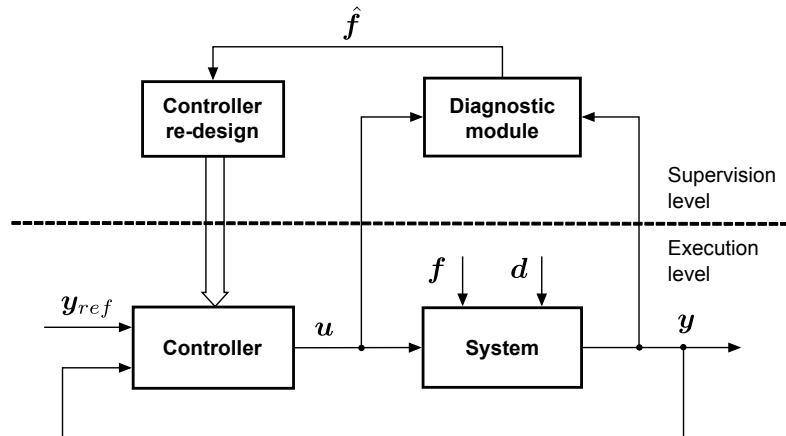 f̂
Controller
re-design
Diagnostic
module
Supervision
level
Execution
level
f
d
y_ref
u
y
Controller
System